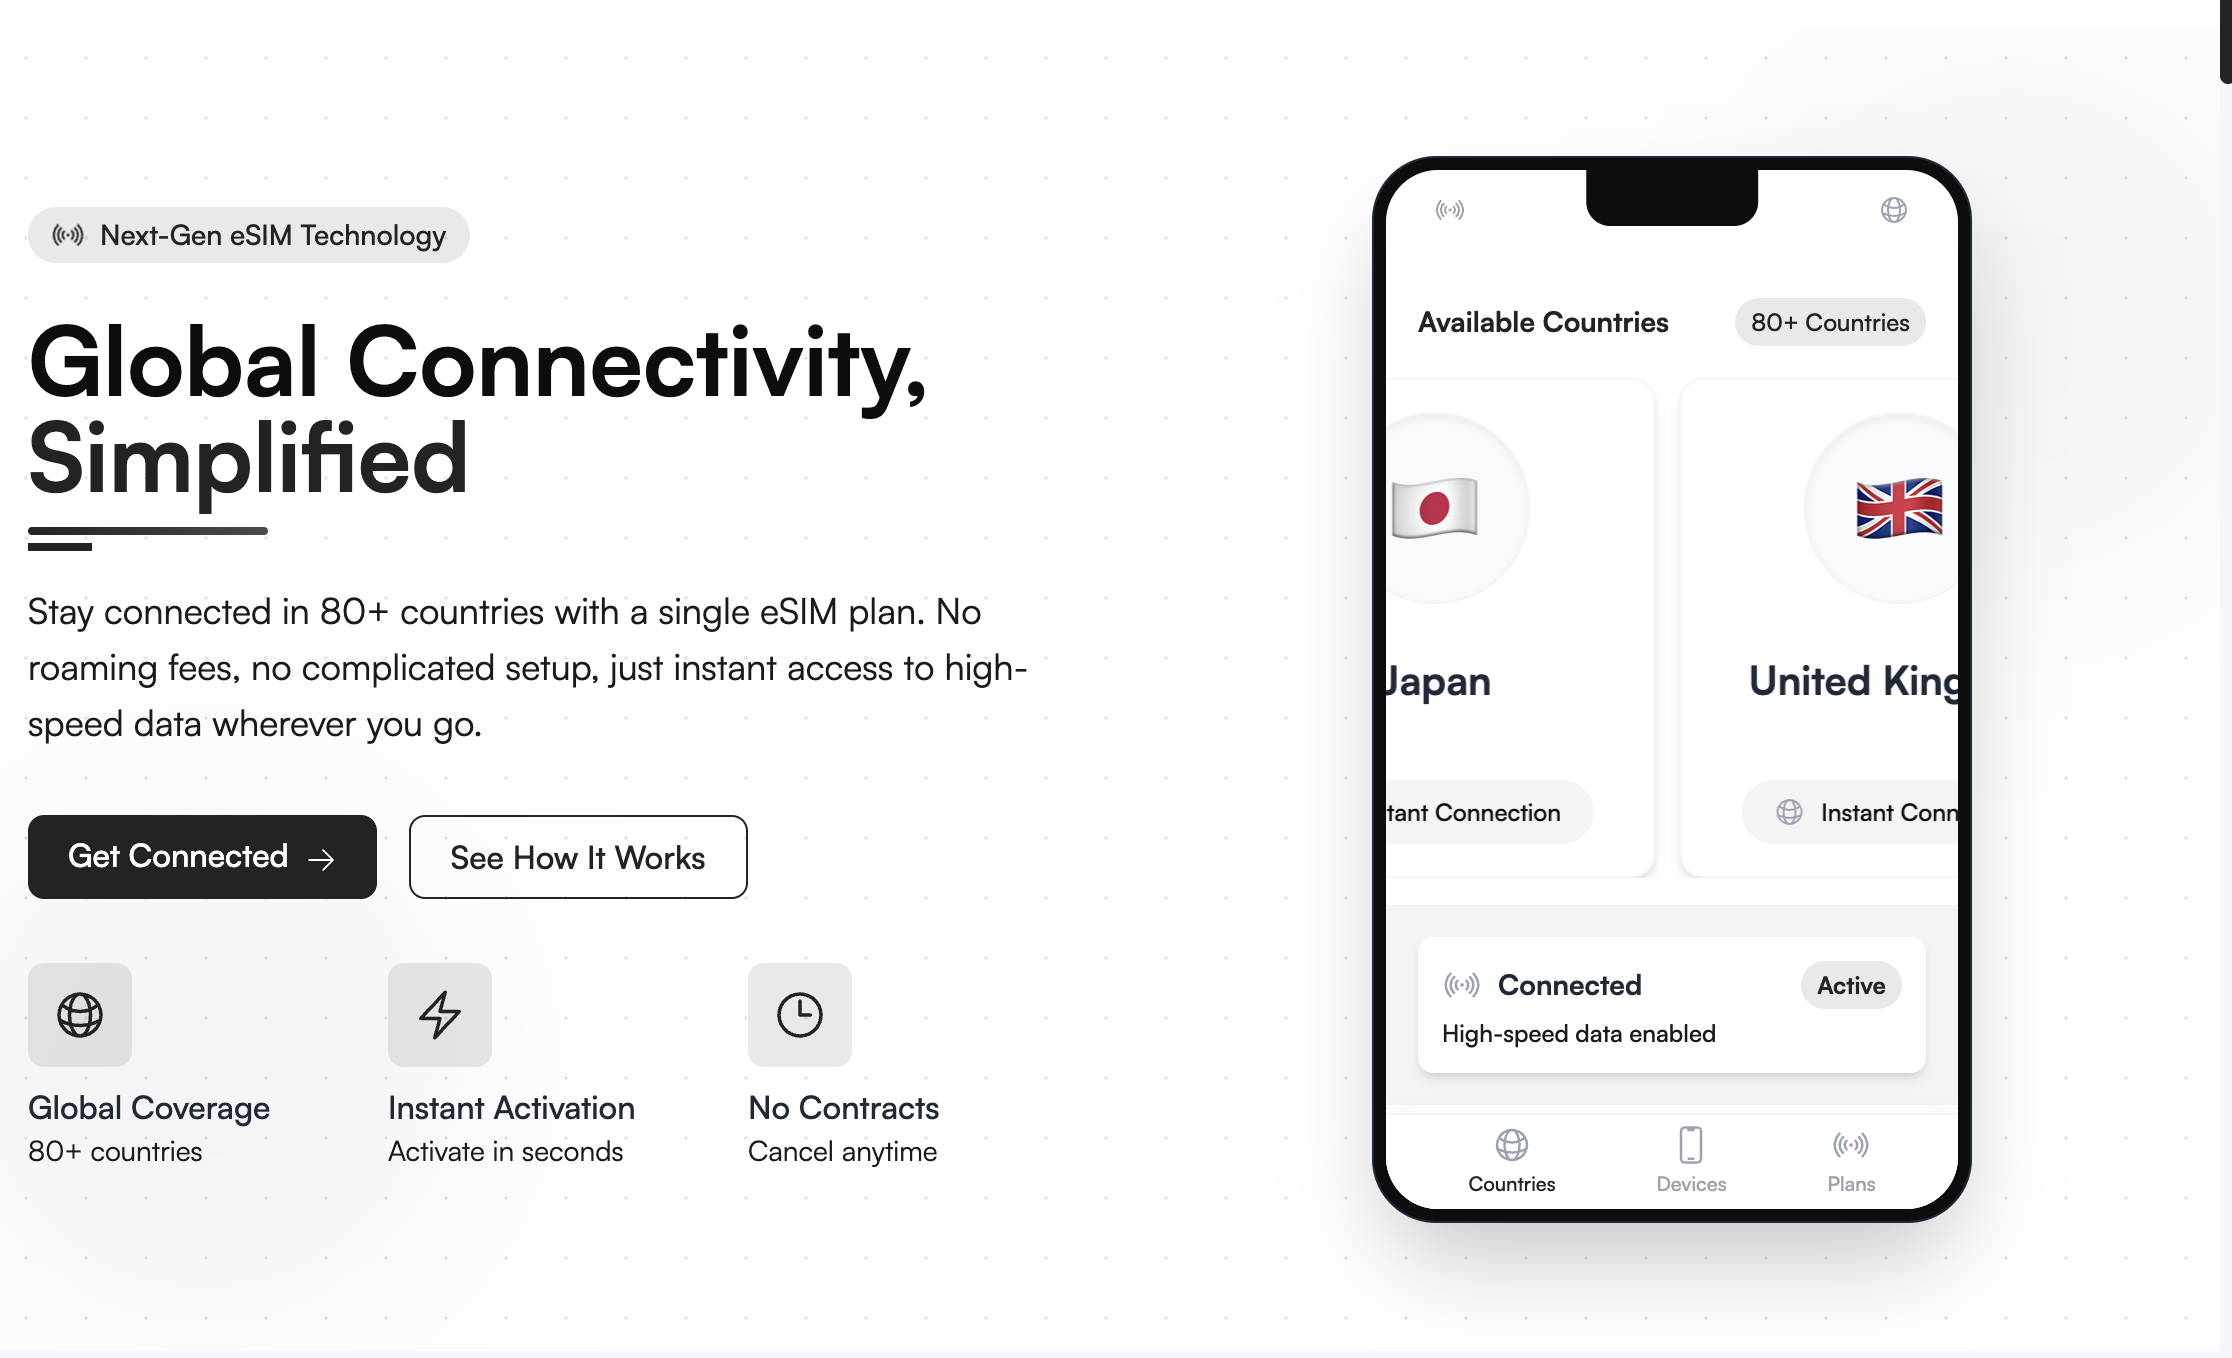 Next-Gen eSIM Technology
Global Connectivity,
Simplified
Stay connected in 80+ countries with a single eSIM plan. No
roaming fees, no complicated setup, just instant access to high-
speed data wherever you go.
Get Connected →
See How It Works
Global Coverage
80+ countries
Instant Activation
Activate in seconds
No Contracts
Cancel anytime
Available Countries
80+ Countries
Japan
tant Connection
United King
Instant Conn
Connected
Active
High-speed data enabled
Countries
Devices
Plans